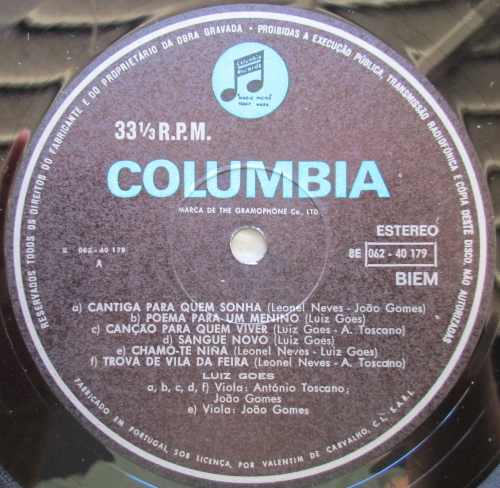 RESERVADOS TODOS OS DIREITOS DO FABRICANTE E DO PROPRIETÁRIO DA OBRA GRAVADA • PROIBIDAS A EXECUÇÃO PÚBLICA, TRANSMISSÃO RADIOFÓNICA E CÓPIA DESTE DISCO, NÃO AUTORIZADAS
Columbia
Records
"MAGIC NOTES"
TRADE MARK.
33⅓ R.P.M.
COLUMBIA
MARCA DE THE GRAMOPHONE Co., LTD.
ESTEREO
8E 062 - 40 179
BIEM
062-40 179
A
a) CANTIGA PARA QUEM SONHA (Leonel Neves - João Gomes)
b) POEMA PARA UM MENINO (Luiz Goes)
c) CANÇÃO PARA QUEM VIVER (Luiz Goes - A. Toscano)
d) SANGUE NOVO (Luiz Goes)
e) CHAMO-TE NINA (Leonel Neves - Luiz Goes)
f) TROVA DE VILA DA FEIRA (Leonel Neves - A. Toscano)
LUIZ GOES
a, b, c, d, f) Viola: António Toscano;
João Gomes
e) Viola: João Gomes
FABRICADO EM PORTUGAL, SOB LICENÇA, POR VALENTIM DE CARVALHO, C.I., S.A.R.L.